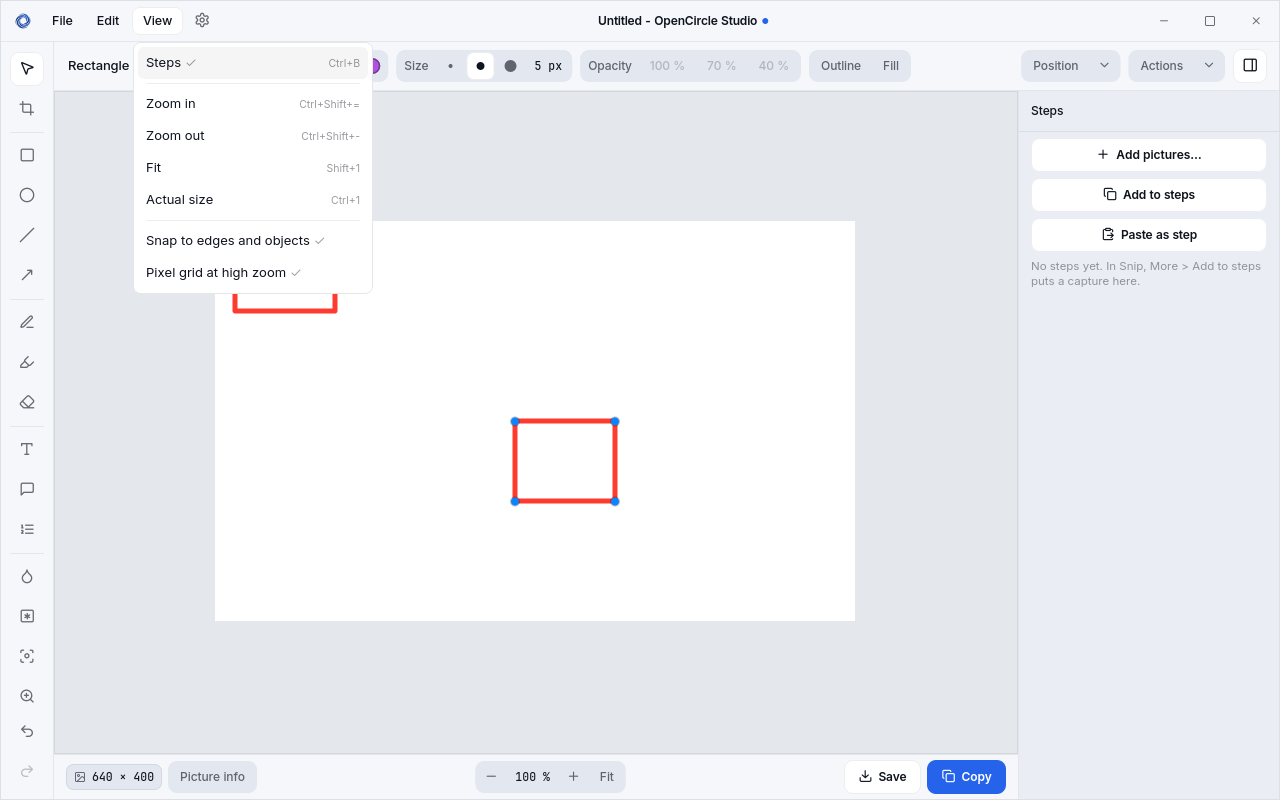 File Edit View Untitled - OpenCircle Studio
Rectangle Size 5 px Opacity 100 % 70 % 40 % Outline Fill Position Actions
Steps Ctrl+B
Zoom in Ctrl+Shift+=
Zoom out Ctrl+Shift+-
Fit Shift+1
Actual size Ctrl+1
Snap to edges and objects
Pixel grid at high zoom
Steps
Add pictures...
Add to steps
Paste as step
No steps yet. In Snip, More > Add to steps
puts a capture here.
640 × 400 Picture info 100 % Fit Save Copy